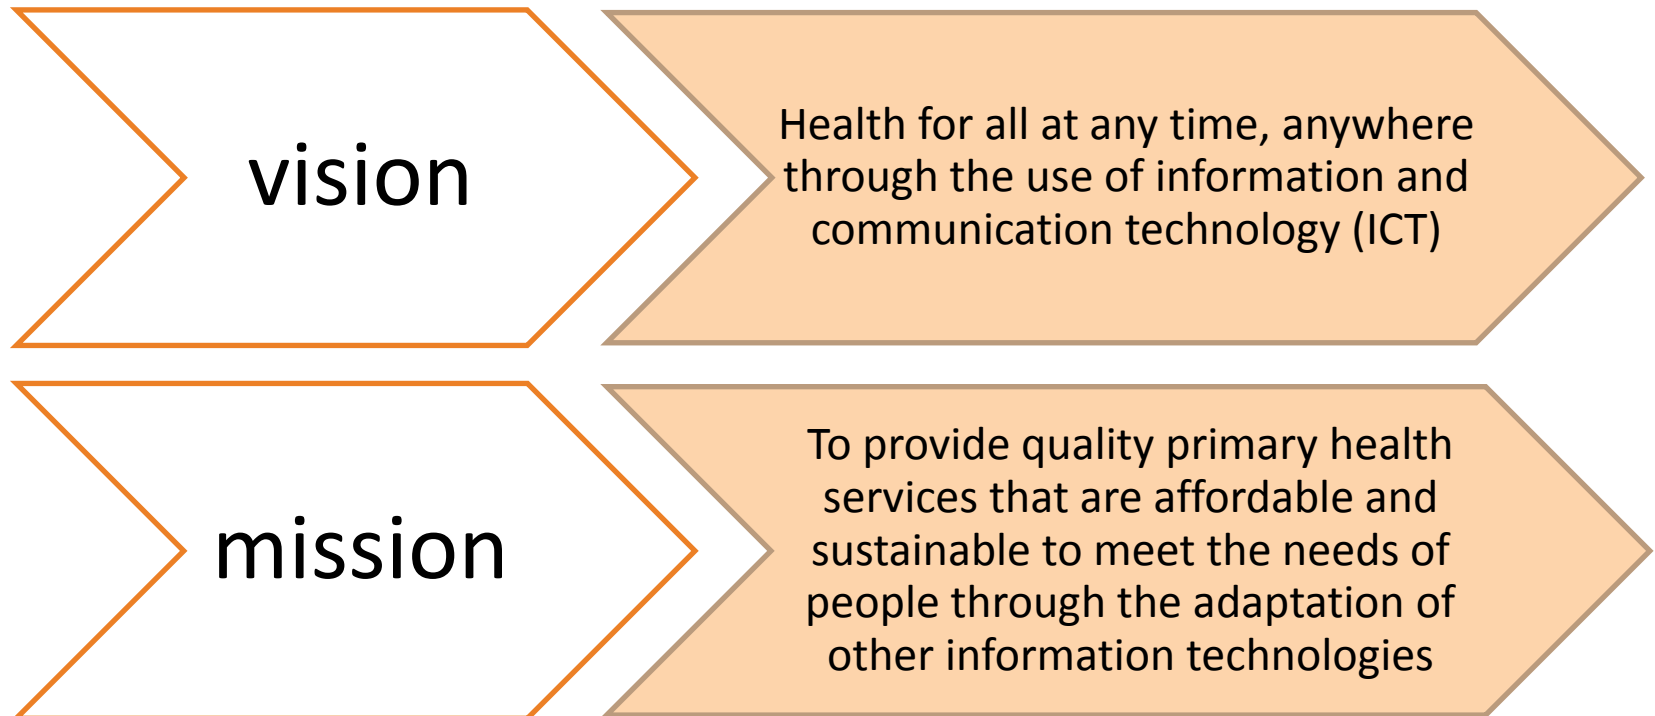 vision
Health for all at any time, anywhere
through the use of information and
communication technology (ICT)
mission
To provide quality primary health
services that are affordable and
sustainable to meet the needs of
people through the adaptation of
other information technologies